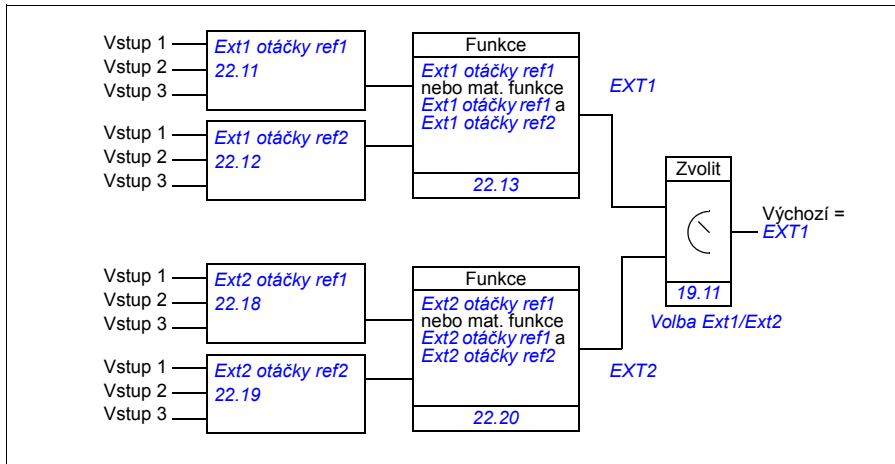 Vstup 1
Vstup 2
Vstup 3
Ext1 otáčky ref1
22.11
Vstup 1
Vstup 2
Vstup 3
Ext1 otáčky ref2
22.12
Funkce
Ext1 otáčky ref1
nebo mat. funkce
Ext1 otáčky ref1 a
Ext1 otáčky ref2
22.13
EXT1
Vstup 1
Vstup 2
Vstup 3
Ext2 otáčky ref1
22.18
Vstup 1
Vstup 2
Vstup 3
Ext2 otáčky ref2
22.19
Funkce
Ext2 otáčky ref1
nebo mat. funkce
Ext2 otáčky ref1 a
Ext2 otáčky ref2
22.20
EXT2
Zvolit
19.11
Volba Ext1/Ext2
Výchozí =
EXT1